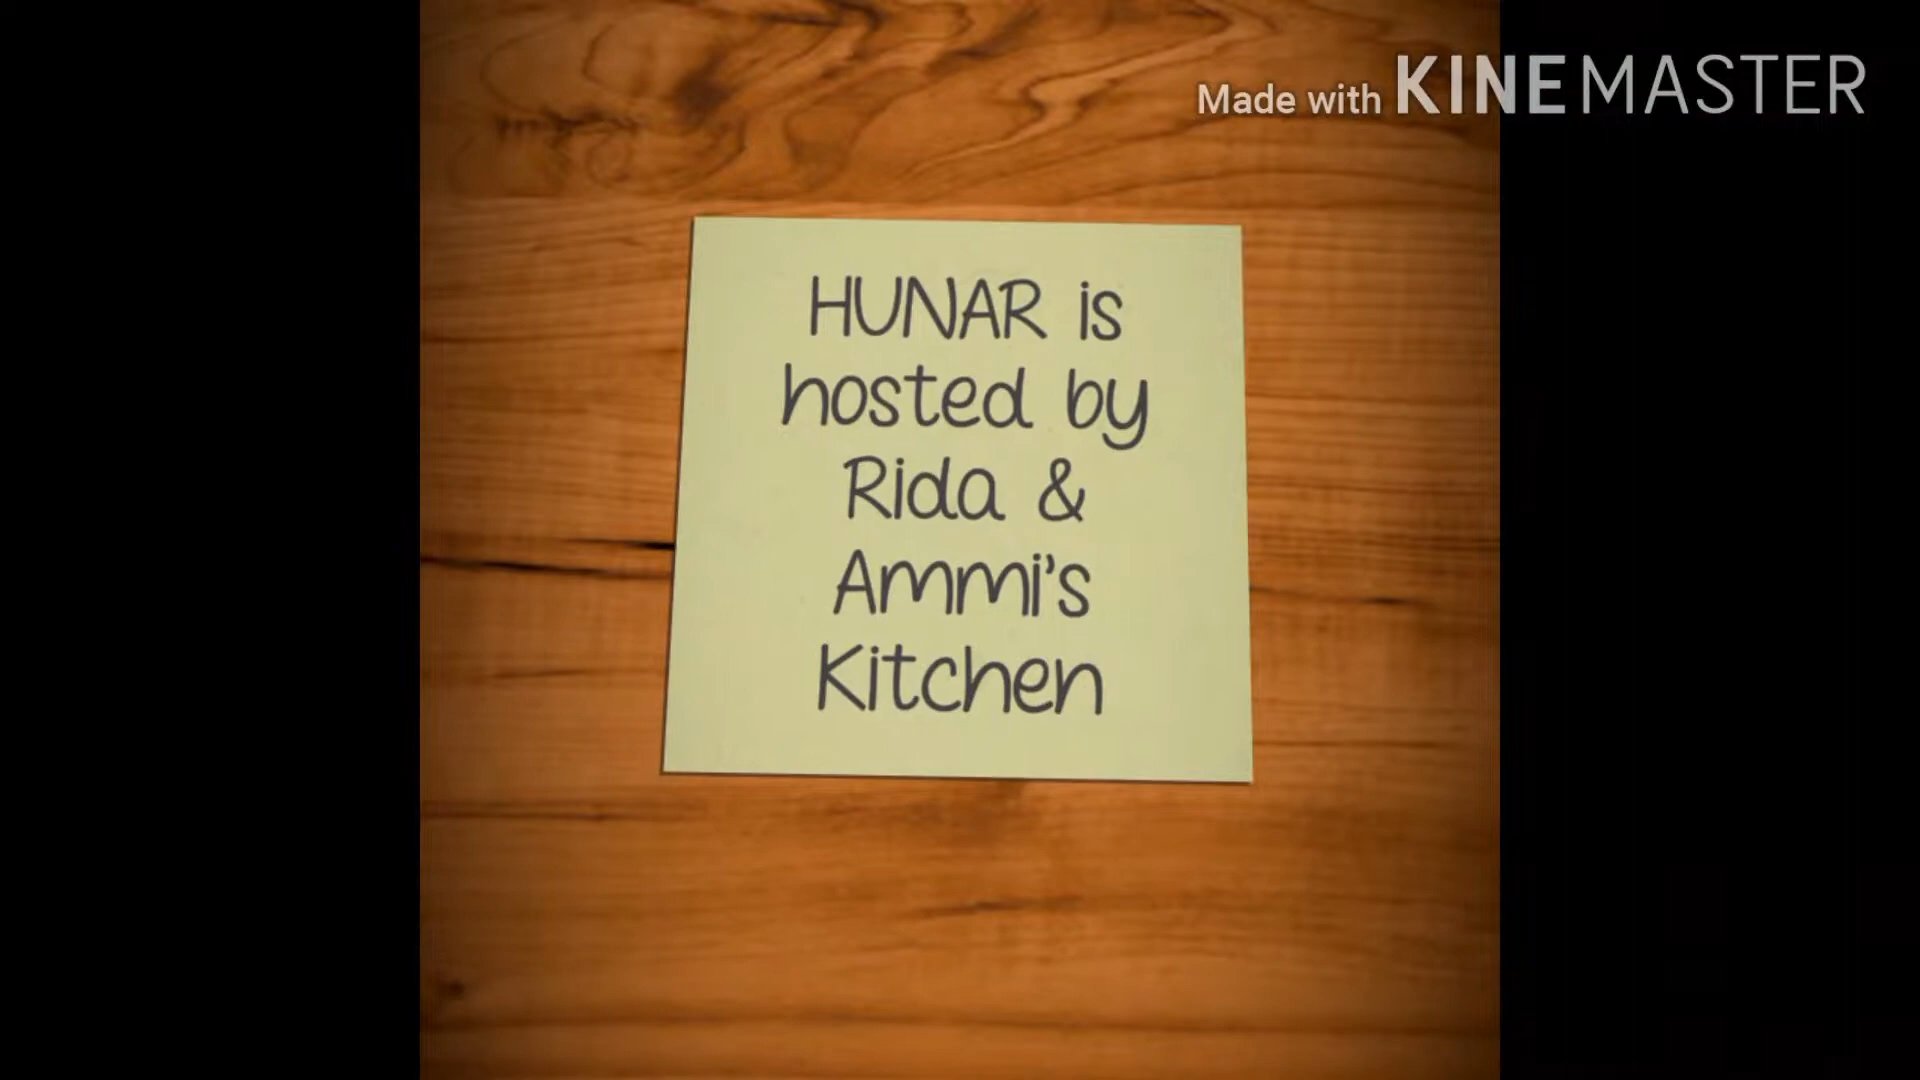 Made with KINEMASTER
HUNAR is
hosted by
Rida &
Ammi's
Kitchen